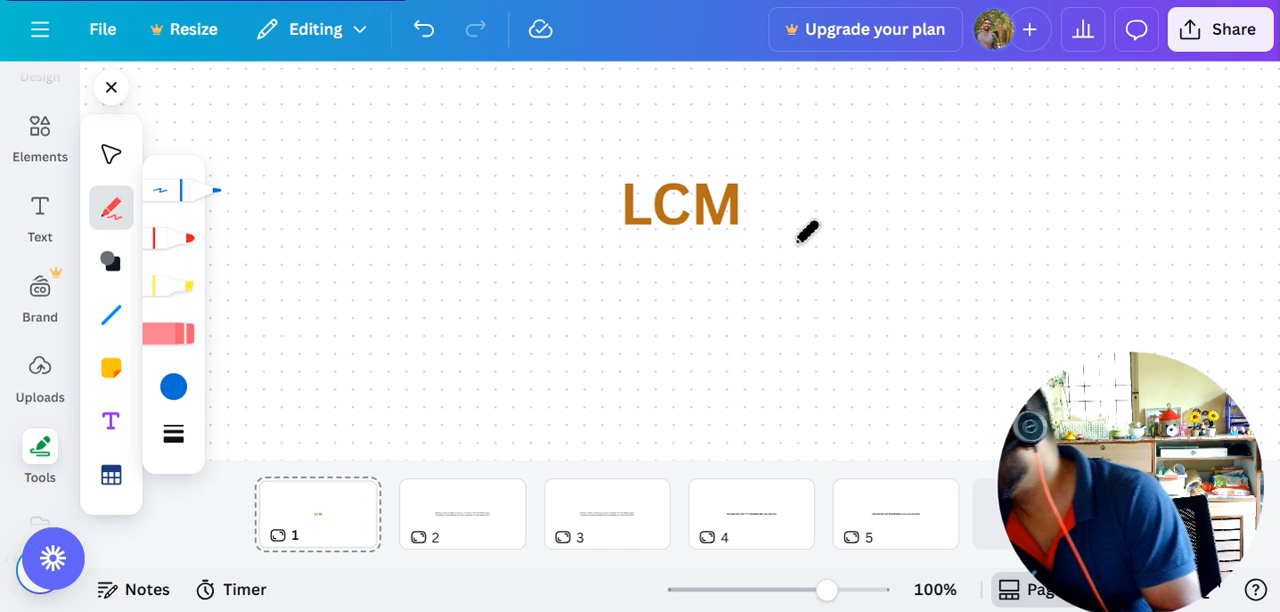 File Resize Editing Upgrade your plan + Share
Design
Elements
Text
Brand
Uploads
Tools
LCM
1 2 3 4 5
Notes Timer 100%